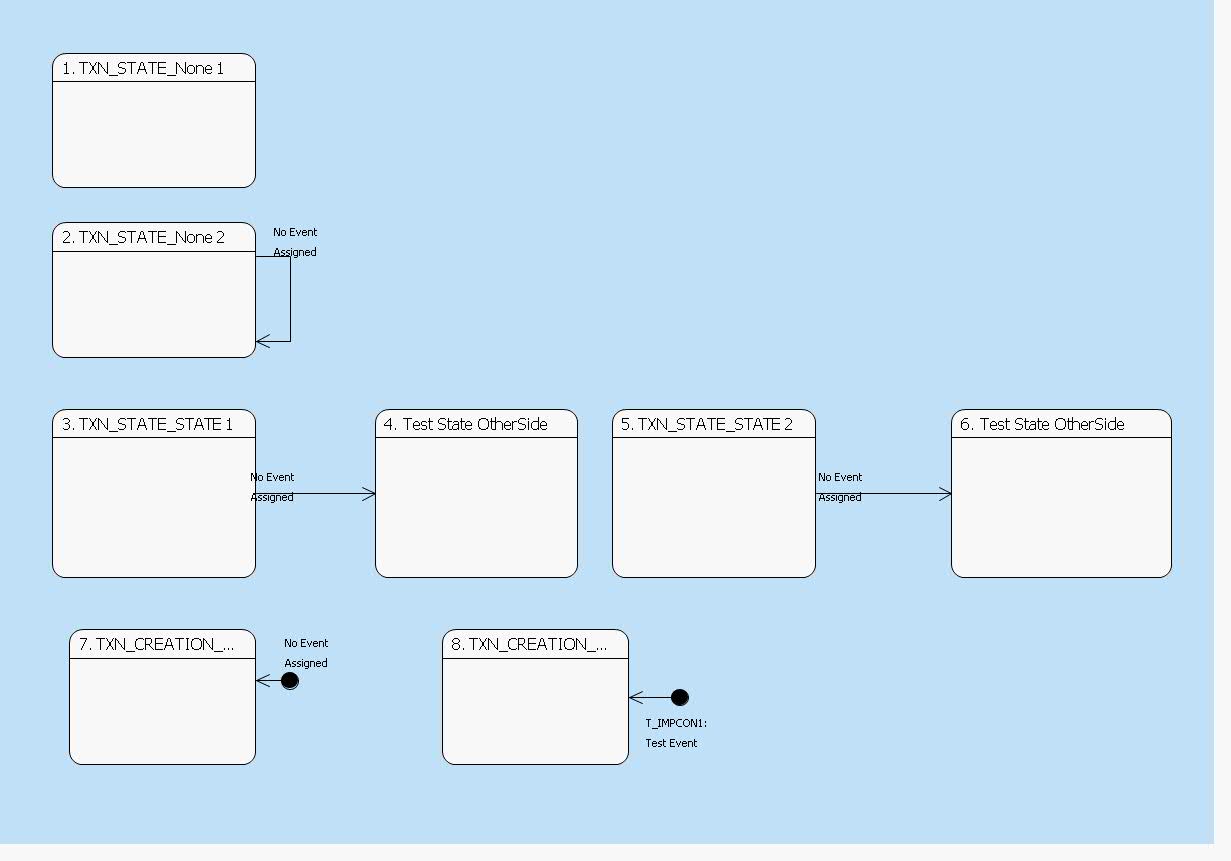 1. TXN_STATE_None 1
2. TXN_STATE_None 2
No Event
Assigned
3. TXN_STATE_STATE 1
No Event
Assigned
4. Test State OtherSide
5. TXN_STATE_STATE 2
No Event
Assigned
6. Test State OtherSide
7. TXN_CREATION_...
No Event
Assigned
8. TXN_CREATION_...
T_IMPCON1:
Test Event